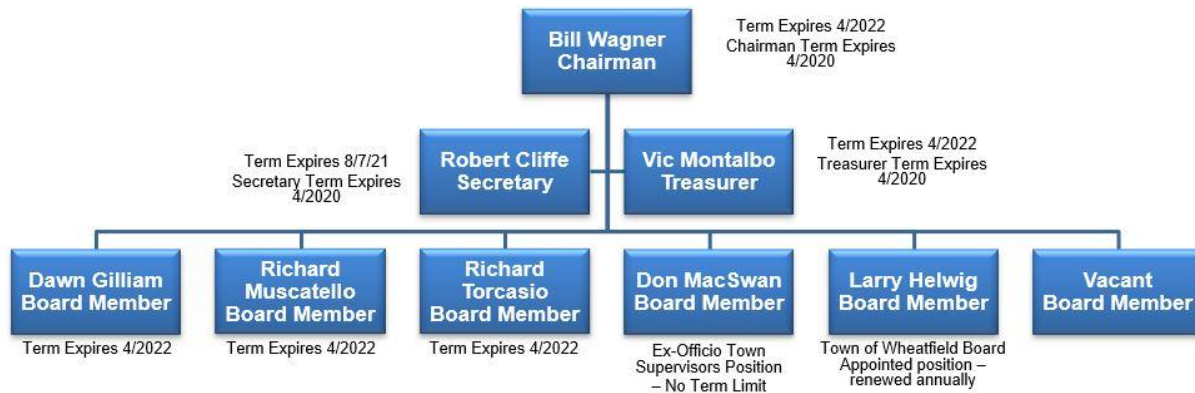 Bill Wagner
Chairman
Term Expires 4/2022
Chairman Term Expires
4/2020
Term Expires 8/7/21
Secretary Term Expires
4/2020
Robert Cliffe
Secretary
Vic Montalbo
Treasurer
Term Expires 4/2022
Treasurer Term Expires
4/2020
Dawn Gilliam
Board Member
Term Expires 4/2022
Richard
Muscatello
Board Member
Term Expires 4/2022
Richard
Torcasio
Board Member
Term Expires 4/2022
Don MacSwan
Board Member
Ex-Officio Town
Supervisors Position
– No Term Limit
Larry Helwig
Board Member
Town of Wheatfield Board
Appointed position –
renewed annually
Vacant
Board Member